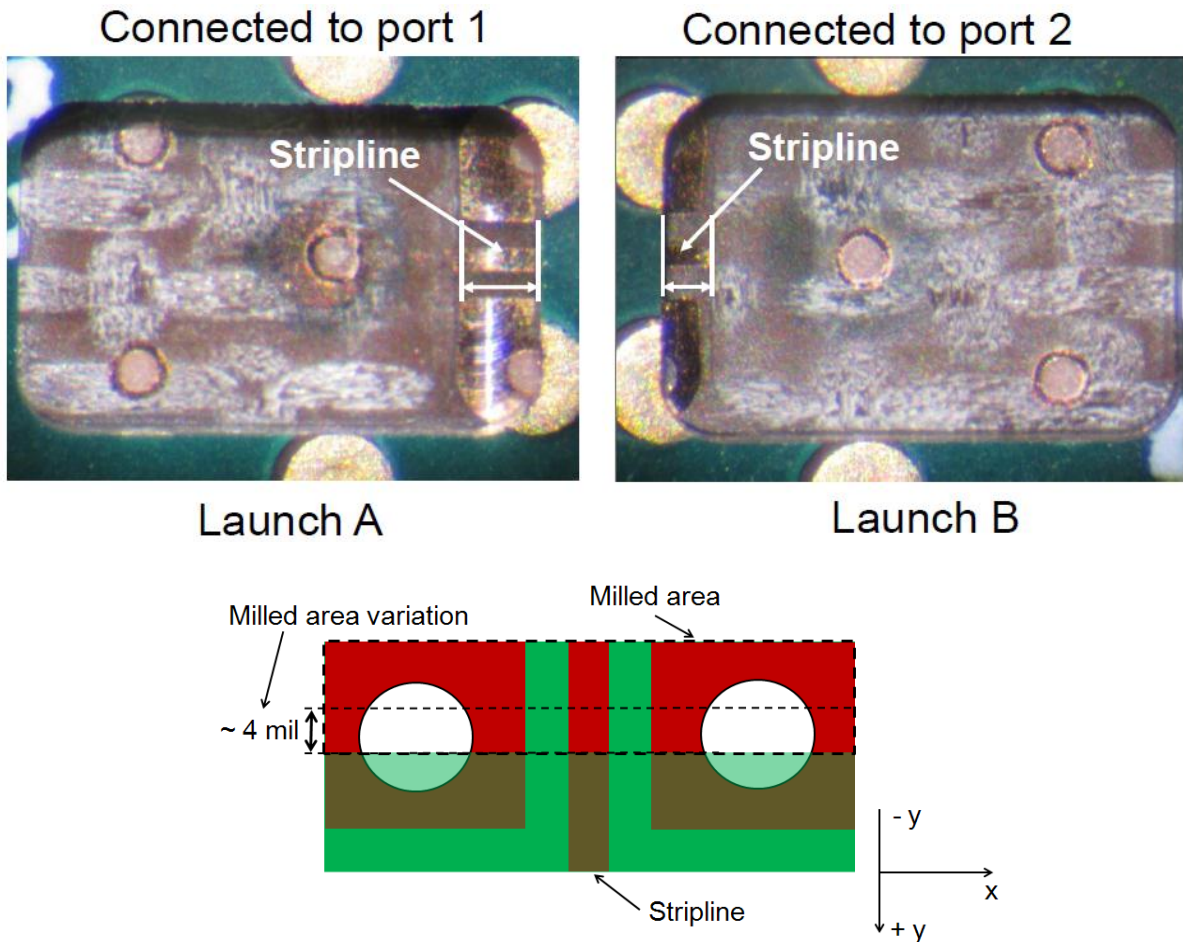 Connected to port 1
Connected to port 2
Stripline
Stripline
Launch A
Launch B
Milled area variation
Milled area
~ 4 mil
- y
x
+ y
Stripline